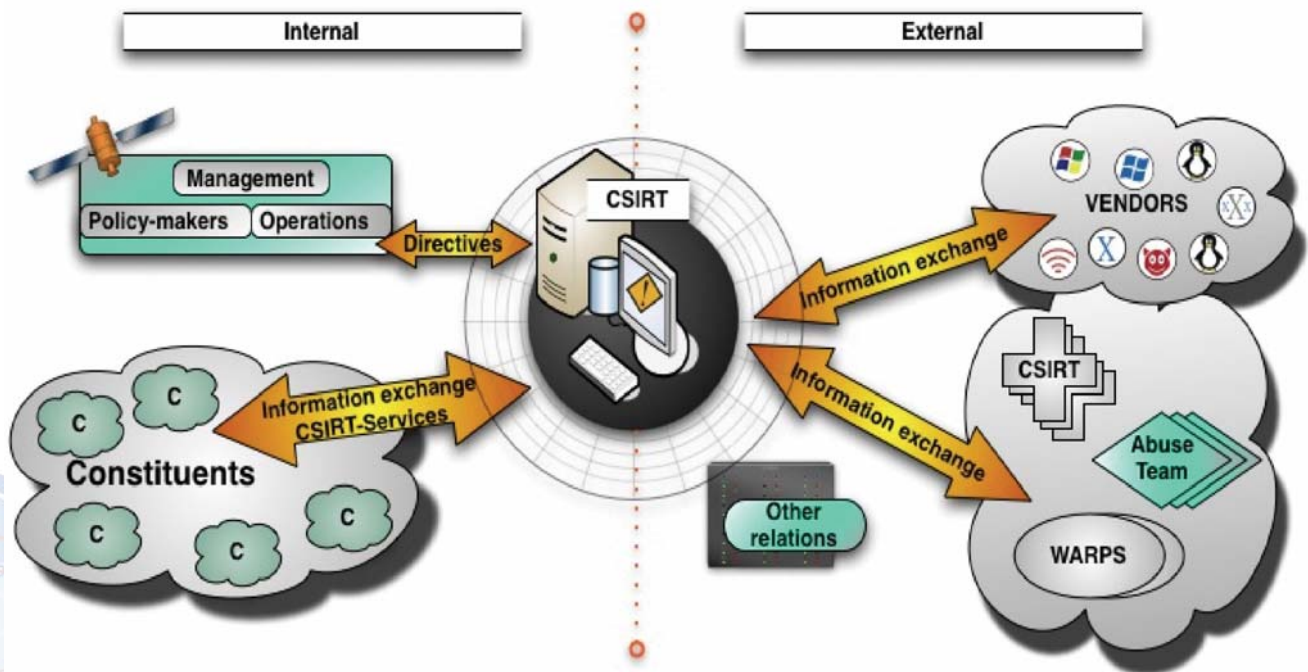 Internal
External
Management
Policy-makers
Operations
Directives
CSIRT
Information exchange
VENDORS
X
xXx
Information exchange
CSIRT-Services
Constituents
C
C
C
C
C
Information exchange
CSIRT
Abuse
Team
WARPS
Other
relations